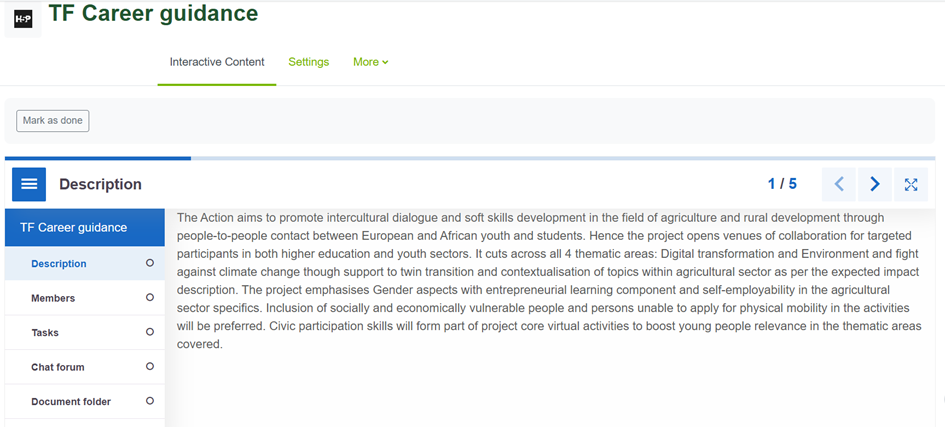 H5P
TF Career guidance
Interactive Content
Settings
More
Mark as done
Description
1 / 5
TF Career guidance
Description
Members
Tasks
Chat forum
Document folder
The Action aims to promote intercultural dialogue and soft skills development in the field of agriculture and rural development through
people-to-people contact between European and African youth and students. Hence the project opens venues of collaboration for targeted
participants in both higher education and youth sectors. It cuts across all 4 thematic areas: Digital transformation and Environment and fight
against climate change though support to twin transition and contextualisation of topics within agricultural sector as per the expected impact
description. The project emphasises Gender aspects with entrepreneurial learning component and self-employability in the agricultural
sector specifics. Inclusion of socially and economically vulnerable people and persons unable to apply for physical mobility in the activities
will be preferred. Civic participation skills will form part of project core virtual activities to boost young people relevance in the thematic areas
covered.